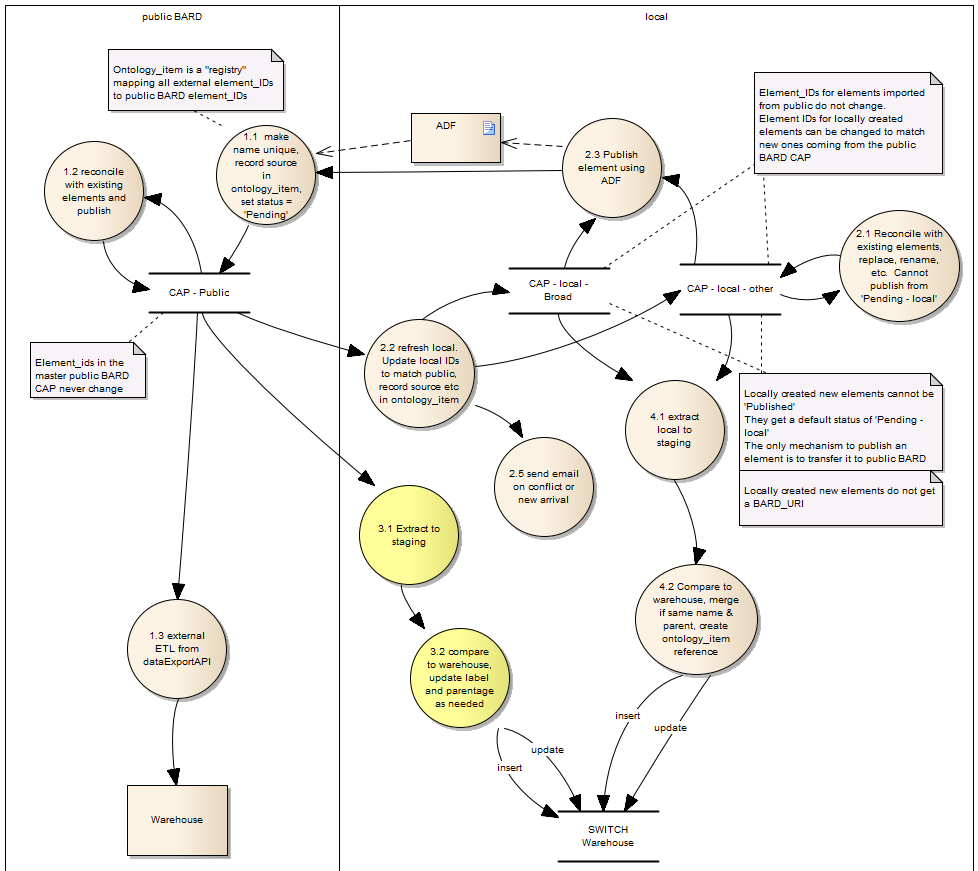 public BARD
local
Ontology_item is a "registry"
mapping all external element_IDs
to public BARD element_IDs
1.1 make
name unique,
record source
in
ontology_item,
set status =
'Pending'
1.2 reconcile
with existing
elements and
publish
ADF
2.3 Publish
element using
ADF
Element_IDs for elements imported
from public do not change.
Element IDs for locally created
elements can be changed to match
new ones coming from the public
BARD CAP
2.1 Reconcile with
existing elements,
replace, rename,
etc. Cannot
publish from
'Pending - local'
CAP - Public
CAP - local -
Broad
CAP - local - other
Element_ids in the
master public BARD
CAP never change
2.2 refresh local.
Update local IDs
to match public,
record source etc
in ontology_item
4.1 extract
local to
staging
Locally created new elements cannot be
'Published'
They get a default status of 'Pending -
local'
The only mechanism to publish an
element is to transfer it to public BARD
Locally created new elements do not get
a BARD_URI
2.5 send email
on conflict or
new arrival
3.1 Extract to
staging
4.2 Compare to
warehouse, merge
if same name &
parent, create
ontology_item
reference
1.3 external
ETL from
dataExportAPI
3.2 compare
to warehouse,
update label
and parentage
as needed
insert
update
update
insert
Warehouse
SWITCH
Warehouse